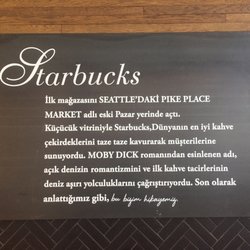 Starbucks
İlk mağazasını SEATTLE'DAKİ PIKE PLACE
MARKET adlı eski Pazar yerinde açtı.
Küçücük vitriniyle Starbucks,Dünyanın en iyi kahve
çekirdeklerini taze taze kavurarak müşterilerine
sunuyordu. MOBY DICK romanından esinlenen adı,
açık denizin romantizmini ve ilk kahve tacirlerinin
deniz aşırı yolculuklarını çağrıştırıyordu. Son olarak
anlattığımız gibi, bu bizim hikayemiz.